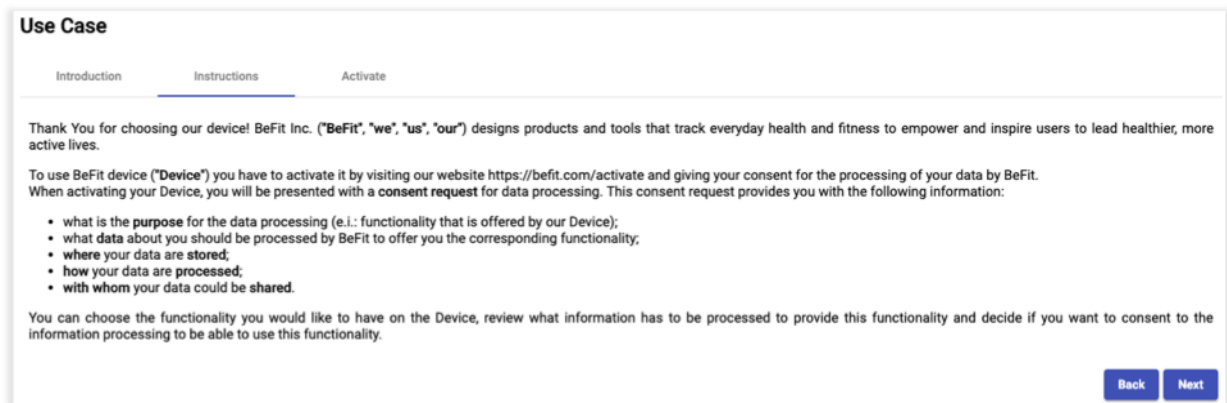 Use Case
Introduction Instructions Activate
Thank You for choosing our device! BeFit Inc. ("BeFit", "we", "us", "our") designs products and tools that track everyday health and fitness to empower and inspire users to lead healthier, more
active lives.
To use BeFit device ("Device") you have to activate it by visiting our website https://befit.com/activate and giving your consent for the processing of your data by BeFit.
When activating your Device, you will be presented with a consent request for data processing. This consent request provides you with the following information:
• what is the purpose for the data processing (e.i.: functionality that is offered by our Device);
• what data about you should be processed by BeFit to offer you the corresponding functionality;
• where your data are stored;
• how your data are processed;
• with whom your data could be shared.
You can choose the functionality you would like to have on the Device, review what information has to be processed to provide this functionality and decide if you want to consent to the
information processing to be able to use this functionality.
Back Next